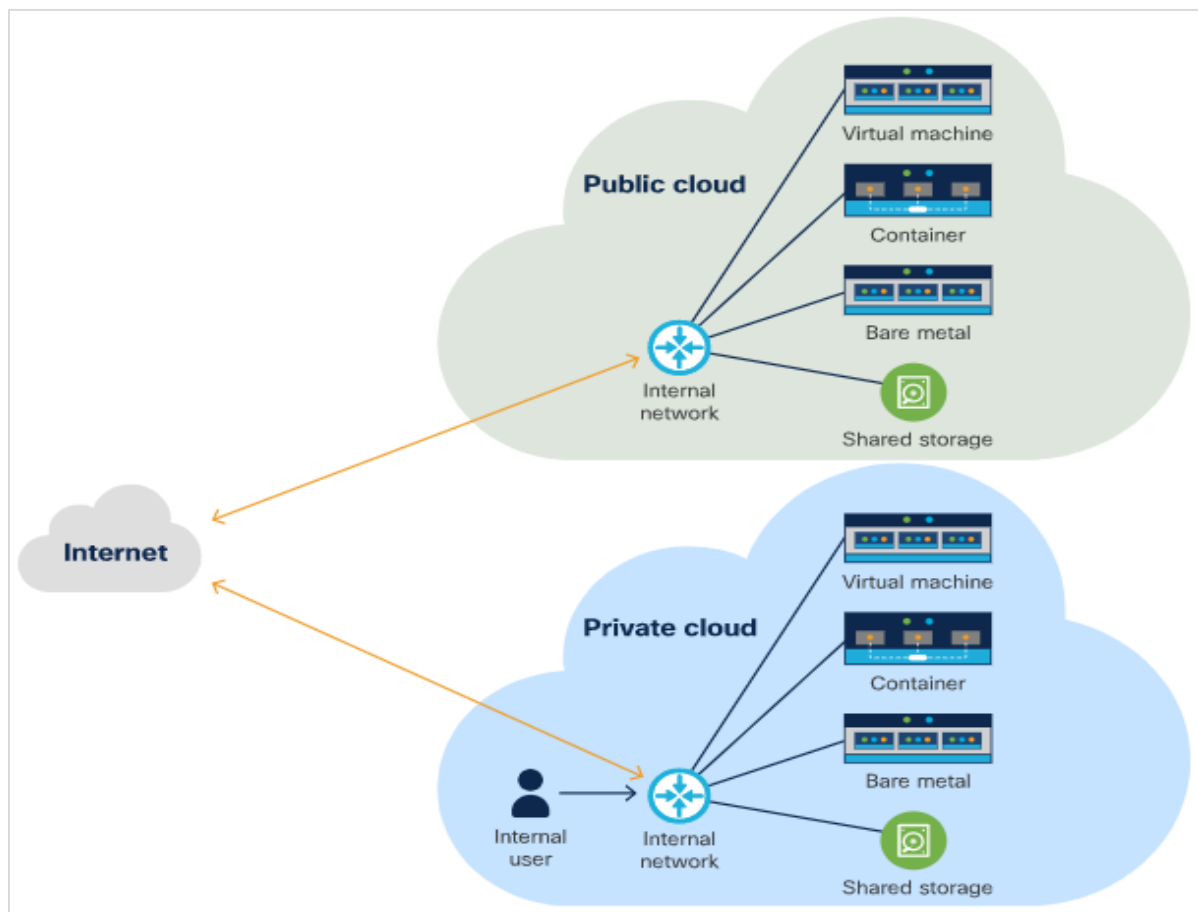 Virtual machine
Public cloud
Container
Bare metal
Internal
network
Shared storage
Internet
Virtual machine
Private cloud
Container
Bare metal
Internal
user
Internal
network
Shared storage